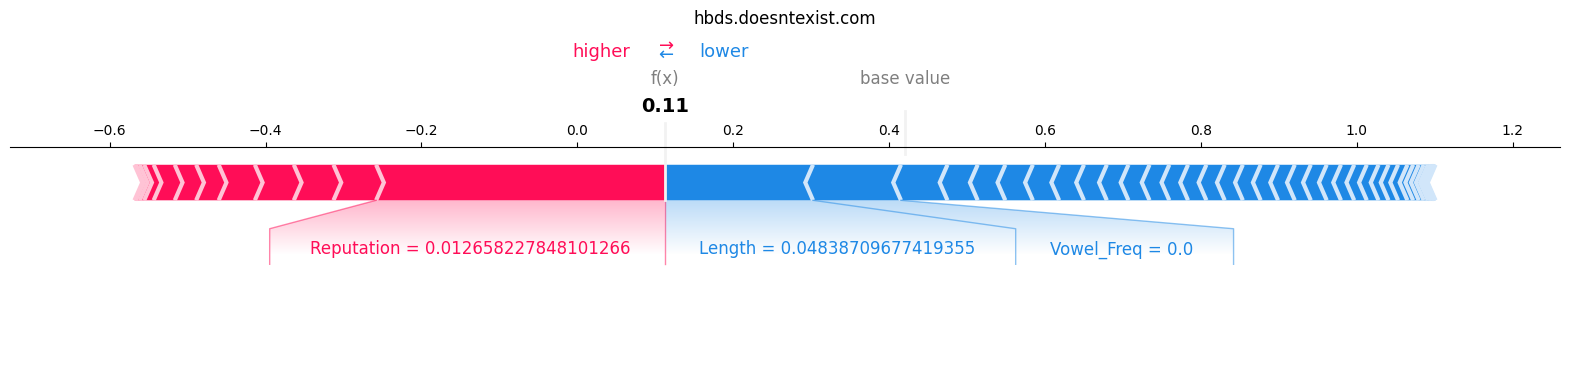 hbds.doesntexist.com
higher ⇄ lower
f(x) base value
0.11
−0.6 −0.4 −0.2 0.0 0.2 0.4 0.6 0.8 1.0 1.2
Reputation = 0.012658227848101266 Length = 0.04838709677419355 Vowel_Freq = 0.0